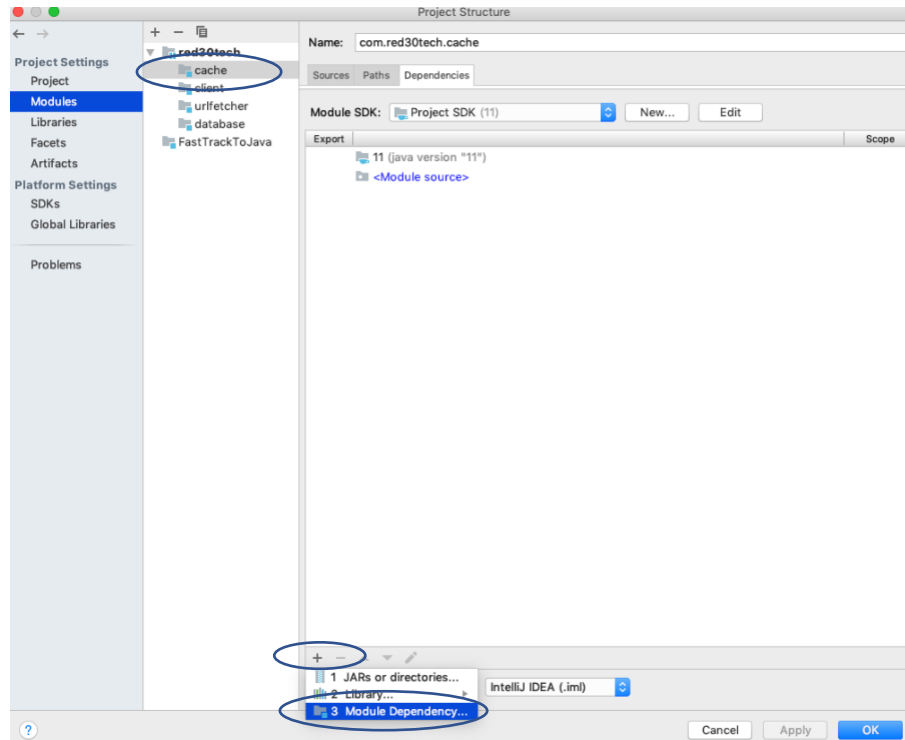 Project Structure
Project Settings
Project
Modules
Libraries
Facets
Artifacts
Platform Settings
SDKs
Global Libraries
Problems
red30tech
cache
client
urlfetcher
database
FastTrackToJava
Name: com.red30tech.cache
Sources Paths Dependencies
Module SDK: Project SDK (11) New... Edit
Export Scope
11 (java version "11")
<Module source>
1 JARs or directories...
2 Library...
3 Module Dependency...
IntelliJ IDEA (.iml)
? Cancel Apply OK